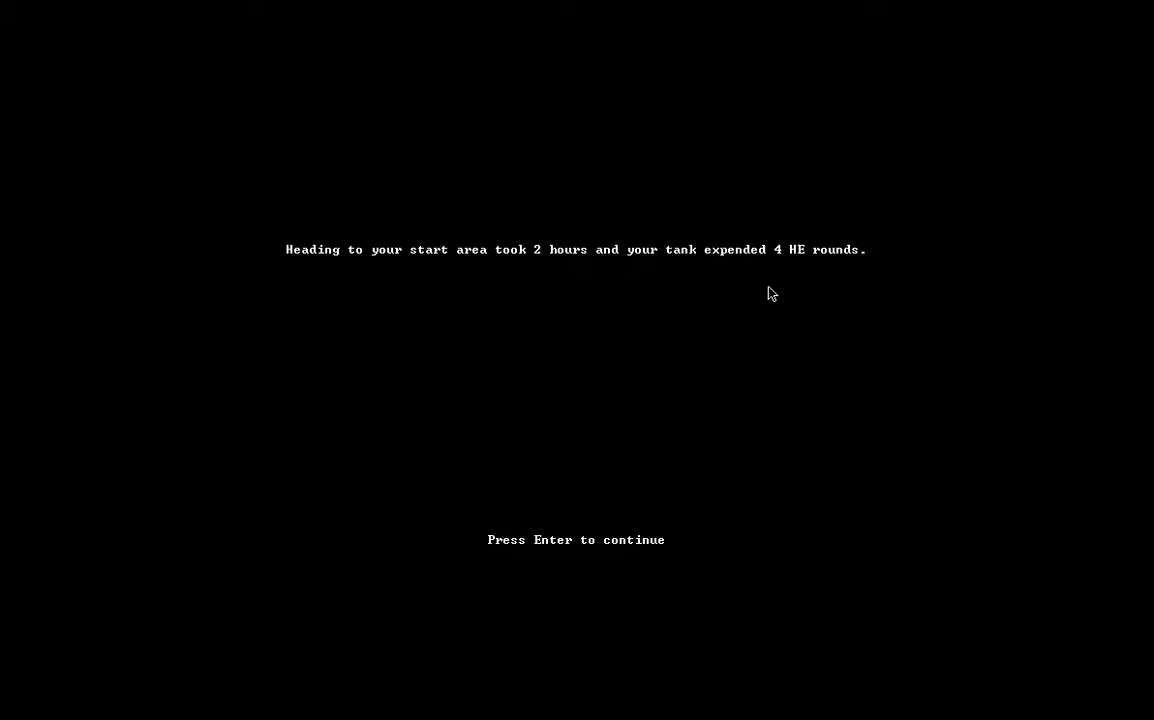 Heading to your start area took 2 hours and your tank expended 4 HE rounds.
Press Enter to continue